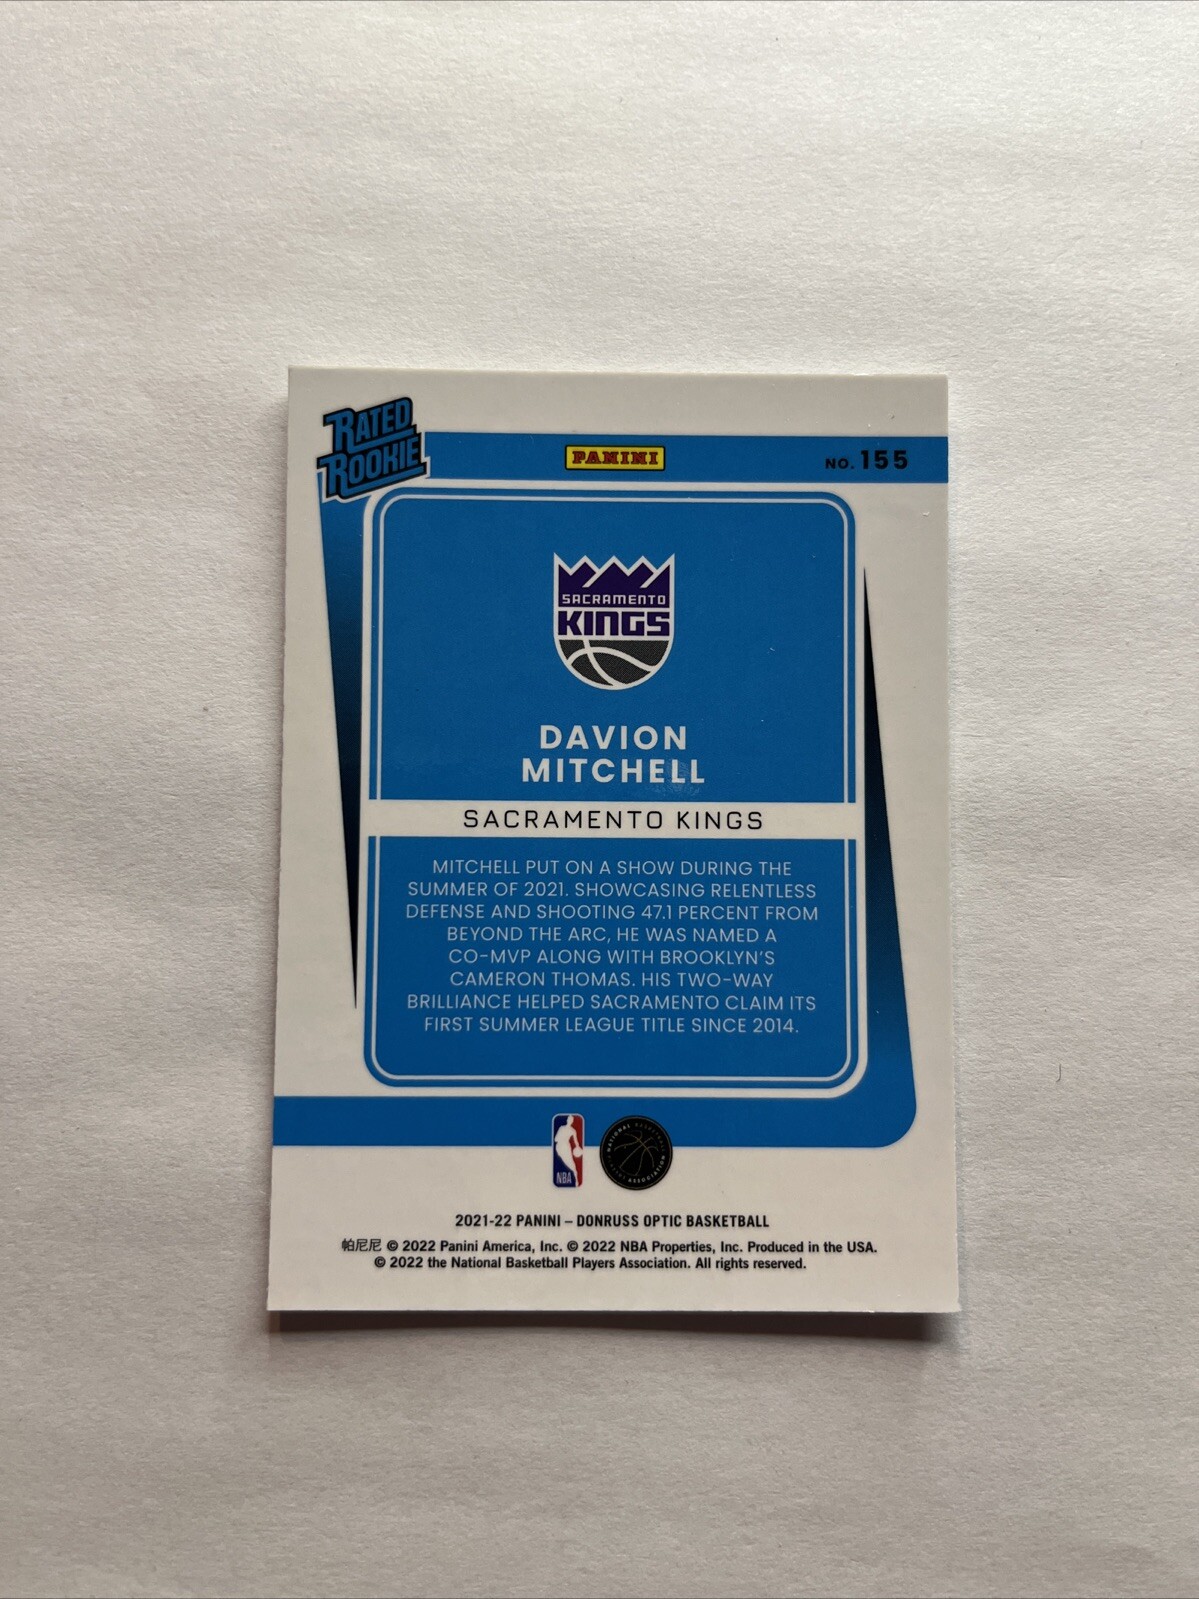 RATED
ROOKIE
PANINI
NO. 155
SACRAMENTO
KINGS
DAVION
MITCHELL
SACRAMENTO KINGS
MITCHELL PUT ON A SHOW DURING THE
SUMMER OF 2021. SHOWCASING RELENTLESS
DEFENSE AND SHOOTING 47.1 PERCENT FROM
BEYOND THE ARC, HE WAS NAMED A
CO-MVP ALONG WITH BROOKLYN'S
CAMERON THOMAS. HIS TWO-WAY
BRILLIANCE HELPED SACRAMENTO CLAIM ITS
FIRST SUMMER LEAGUE TITLE SINCE 2014.
NBA
NATIONAL BASKETBALL
PLAYERS ASSOCIATION
2021-22 PANINI – DONRUSS OPTIC BASKETBALL
帕尼尼 © 2022 Panini America, Inc. © 2022 NBA Properties, Inc. Produced in the USA.
© 2022 the National Basketball Players Association. All rights reserved.